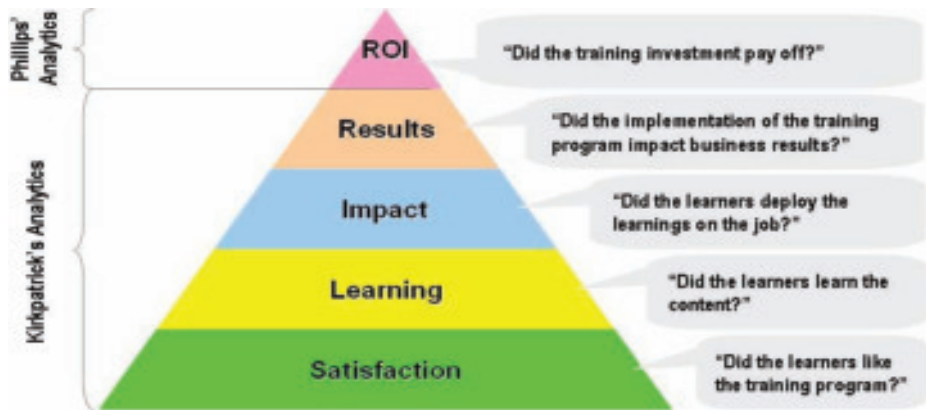 Phillips'
Analytics
ROI
“Did the training investment pay off?”
Kirkpatrick's Analytics
Results
“Did the implementation of the training
program impact business results?”
Impact
“Did the learners deploy the
learnings on the job?”
Learning
“Did the learners learn the
content?”
Satisfaction
“Did the learners like
the training program?”